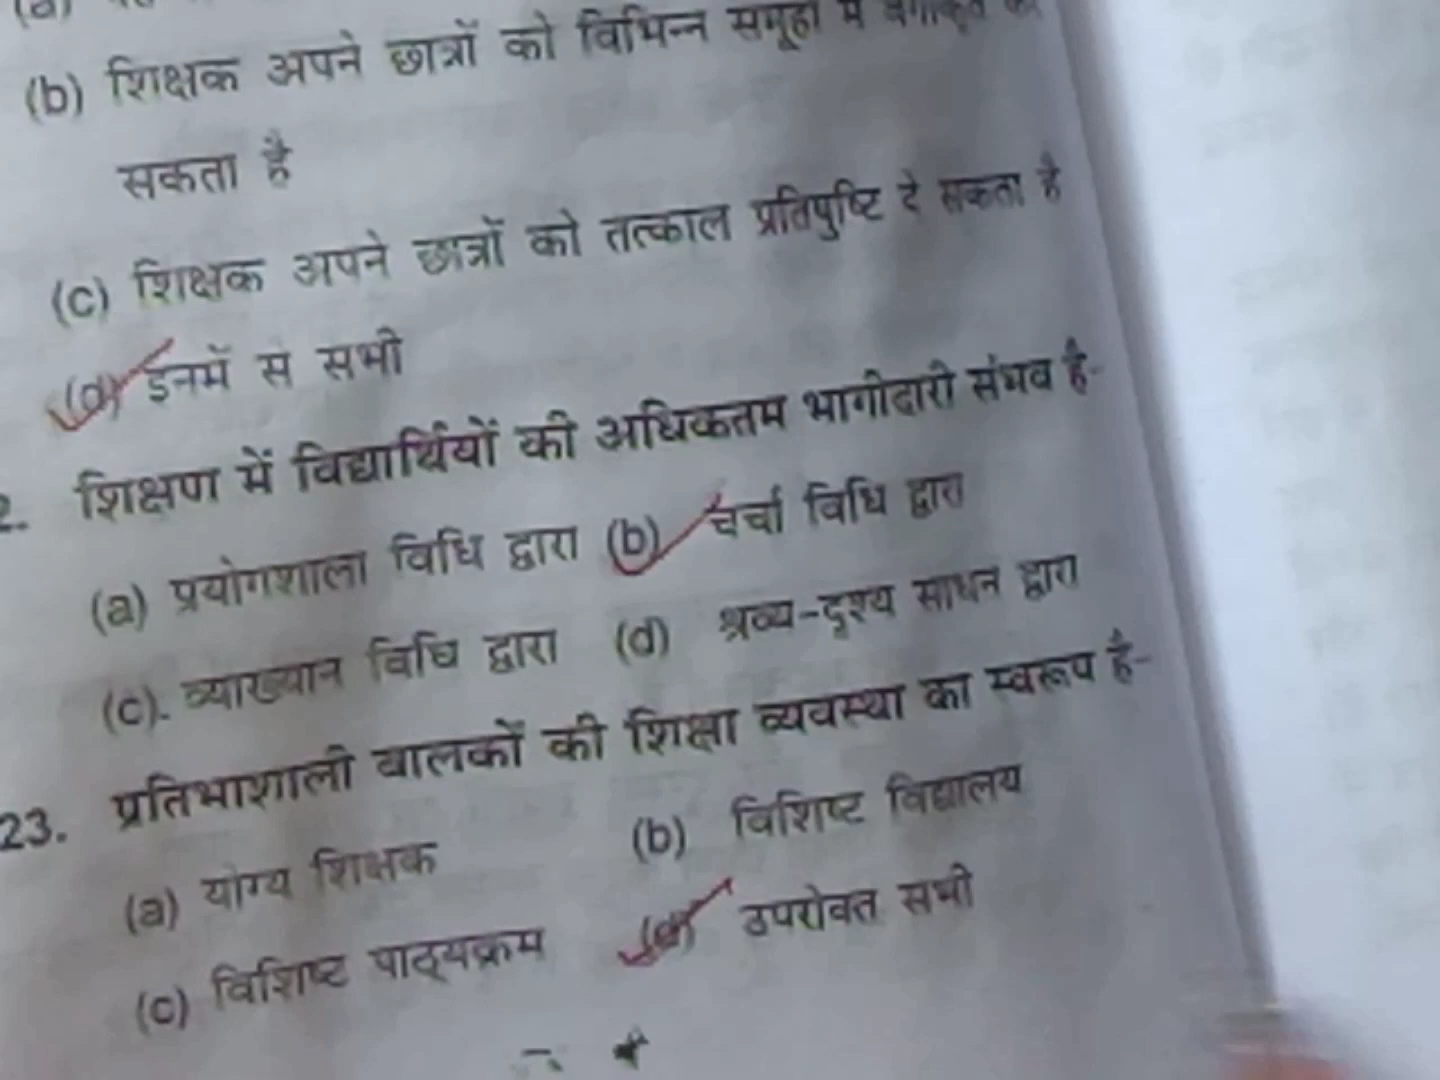 (b) शिक्षक अपने छात्रों को विभिन्न समूहों में
सकता है
(c) शिक्षक अपने छात्रों को तत्काल प्रतिपुष्टि दे सकता है
(d) इनमें से सभी
2. शिक्षण में विद्यार्थियों की अधिकतम भागीदारी संभव है-
(a) प्रयोगशाला विधि द्वारा (b) चर्चा विधि द्वारा
(c). व्याख्यान विधि द्वारा (d) श्रव्य-दृश्य साधन द्वारा
23. प्रतिभाशाली बालकों की शिक्षा व्यवस्था का स्वरूप है-
(a) योग्य शिक्षक (b) विशिष्ट विद्यालय
(c) विशिष्ट पाठ्यक्रम (d) उपरोक्त सभी